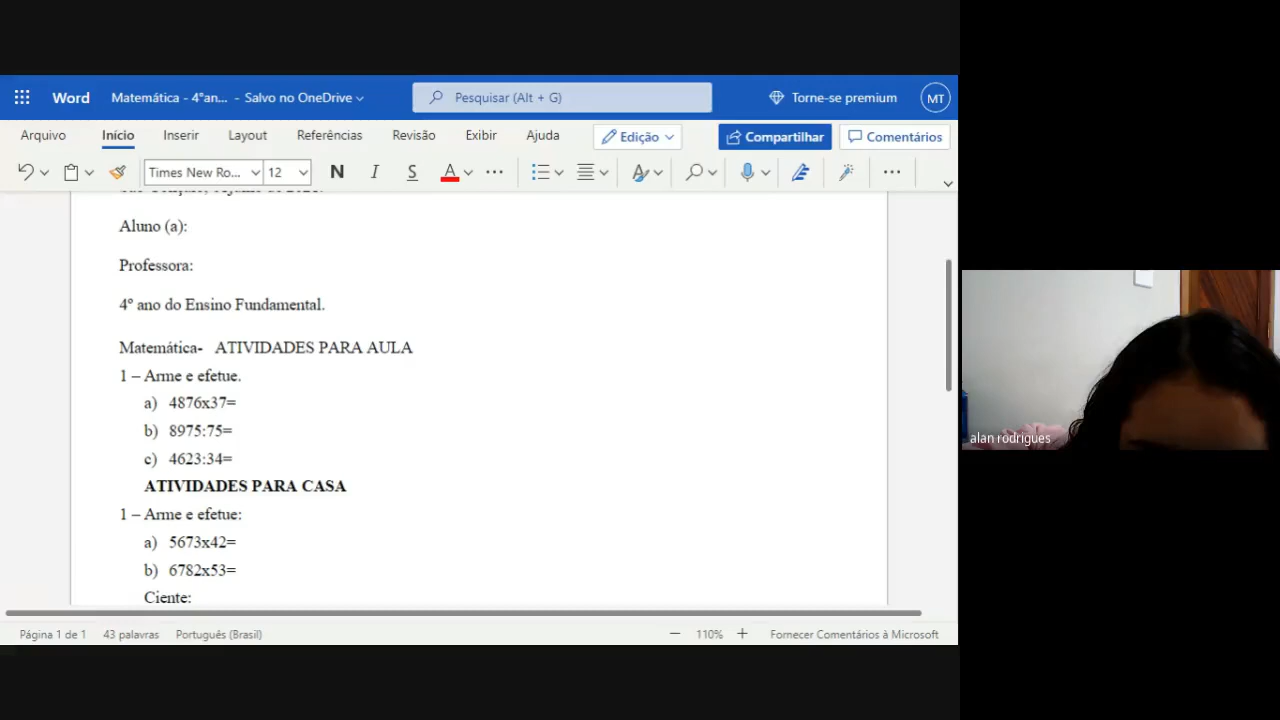 Word Matemática - 4°an... - Salvo no OneDrive Pesquisar (Alt + G) Torne-se premium MT
Arquivo Início Inserir Layout Referências Revisão Exibir Ajuda Edição Compartilhar Comentários
Times New Ro... 12 N I S A ...
Aluno (a):
Professora:
4º ano do Ensino Fundamental.
Matemática- ATIVIDADES PARA AULA
1 – Arme e efetue.
a) 4876x37=
b) 8975:75=
c) 4623:34=
ATIVIDADES PARA CASA
1 – Arme e efetue:
a) 5673x42=
b) 6782x53=
Ciente:
Página 1 de 1 43 palavras Português (Brasil) 110% Fornecer Comentários à Microsoft
alan rodrigues